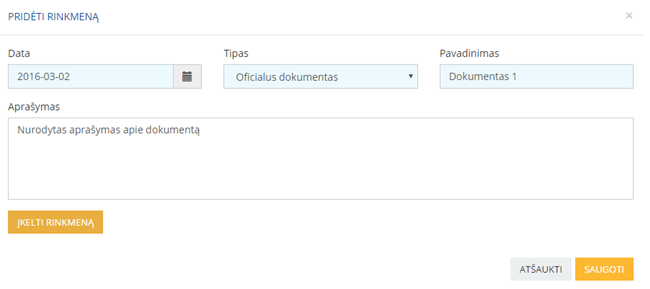 PRIDĖTI RINKMENĄ ×
Data Tipas Pavadinimas
2016-03-02 Oficialus dokumentas Dokumentas 1
Aprašymas
Nurodytas aprašymas apie dokumentą
ĮKELTI RINKMENĄ
ATŠAUKTI SAUGOTI